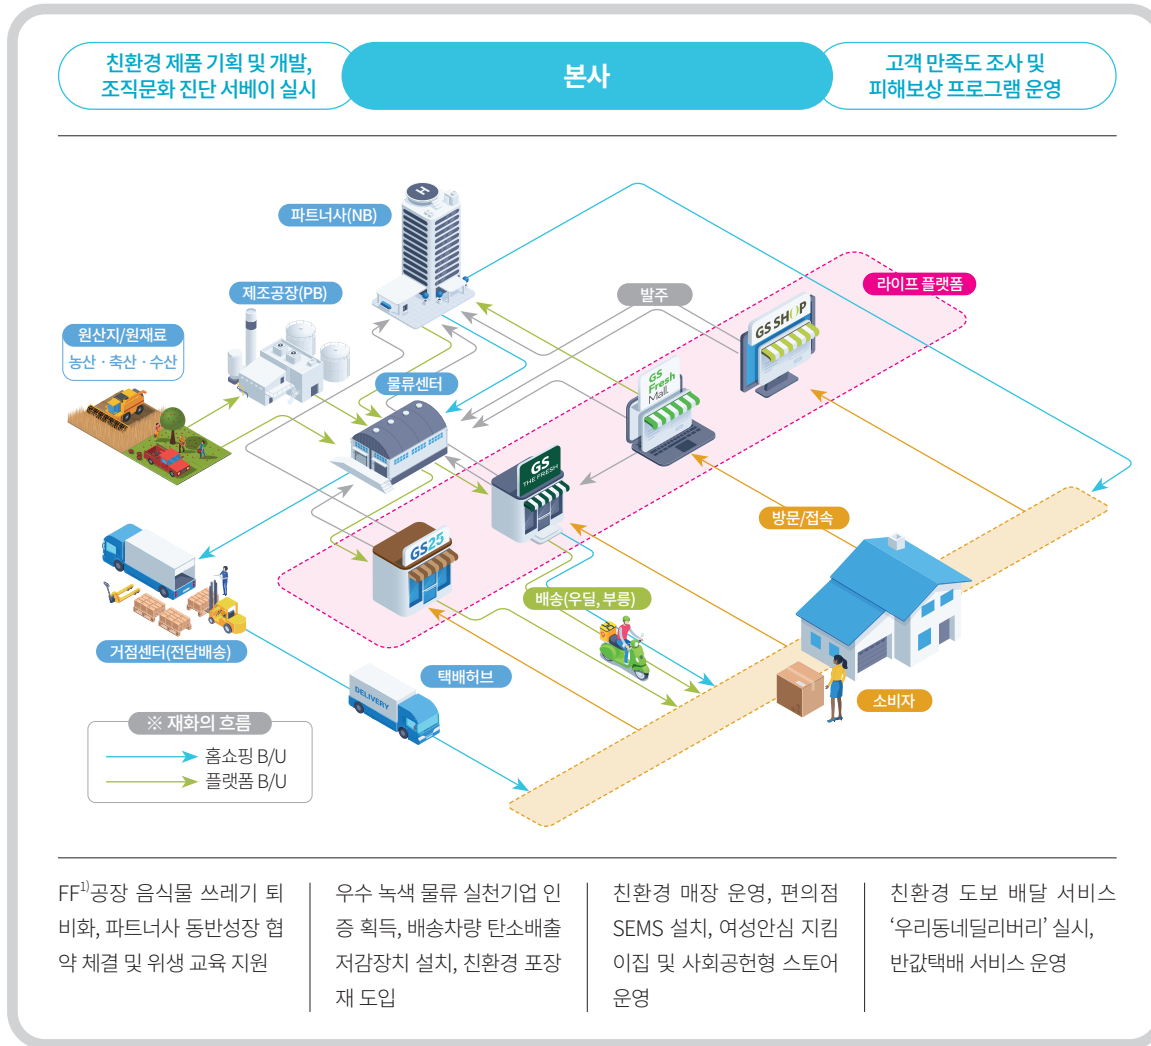 친환경 제품 기획 및 개발,
조직문화 진단 서베이 실시
본사
고객 만족도 조사 및
피해보상 프로그램 운영
파트너사(NB)
라이프 플랫폼
제조공장(PB)
발주
GS SHOP
원산지/원재료
농산 · 축산 · 수산
물류센터
GS
Fresh
Mall
GS
THE FRESH
방문/접속
GS25
배송(우딜, 부릉)
거점센터(전담배송)
택배허브
DELIVERY
소비자
※ 재화의 흐름
홈쇼핑 B/U
플랫폼 B/U
FF1)공장 음식물 쓰레기 퇴
비화, 파트너사 동반성장 협
약 체결 및 위생 교육 지원
우수 녹색 물류 실천기업 인
증 획득, 배송차량 탄소배출
저감장치 설치, 친환경 포장
재 도입
친환경 매장 운영, 편의점
SEMS 설치, 여성안심 지킴
이집 및 사회공헌형 스토어
운영
친환경 도보 배달 서비스
‘우리동네딜리버리’ 실시,
반값택배 서비스 운영